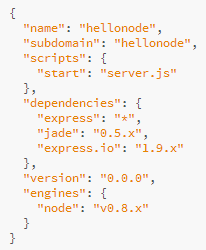 {
  "name": "hellonode",
  "subdomain": "hellonode",
  "scripts": {
    "start": "server.js"
  },
  "dependencies": {
    "express": "*",
    "jade": "0.5.x",
    "express.io": "1.9.x"
  },
  "version": "0.0.0",
  "engines": {
    "node": "v0.8.x"
  }
}